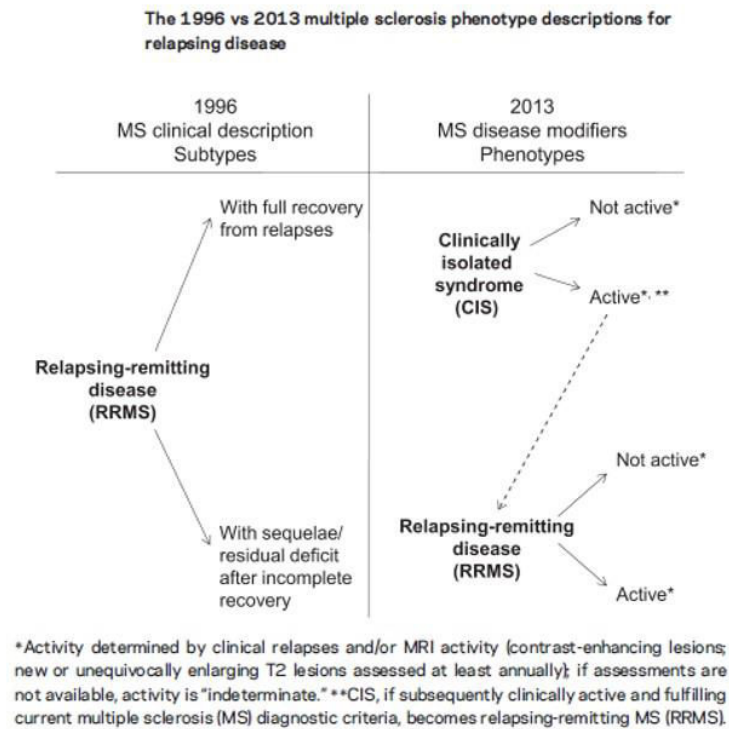 The 1996 vs 2013 multiple sclerosis phenotype descriptions for
relapsing disease
1996
MS clinical description
Subtypes
With full recovery
from relapses
Relapsing-remitting
disease
(RRMS)
With sequelae/
residual deficit
after incomplete
recovery
2013
MS disease modifiers
Phenotypes
Not active*
Clinically
isolated
syndrome
(CIS)
Active*, **
Not active*
Relapsing-remitting
disease
(RRMS)
Active*
*Activity determined by clinical relapses and/or MRI activity (contrast-enhancing lesions;
new or unequivocally enlarging T2 lesions assessed at least annually); if assessments are
not available, activity is "indeterminate." **CIS, if subsequently clinically active and fulfilling
current multiple sclerosis (MS) diagnostic criteria, becomes relapsing-remitting MS (RRMS).